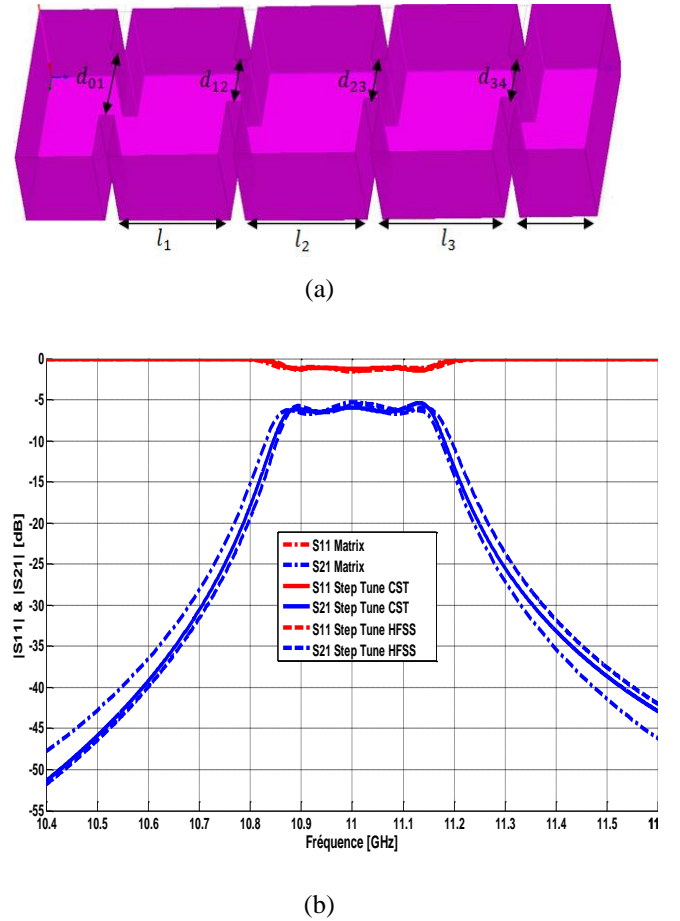 d₀₁ d₁₂ d₂₃ d₃₄
l₁ l₂ l₃
(a)
|S11| & |S21| [dB]
0
-5
-10
-15
-20
-25
-30
-35
-40
-45
-50
-55
S11 Matrix
S21 Matrix
S11 Step Tune CST
S21 Step Tune CST
S11 Step Tune HFSS
S21 Step Tune HFSS
10.4 10.5 10.6 10.7 10.8 10.9 11 11.1 11.2 11.3 11.4 11.5 11
Fréquence [GHz]
(b)